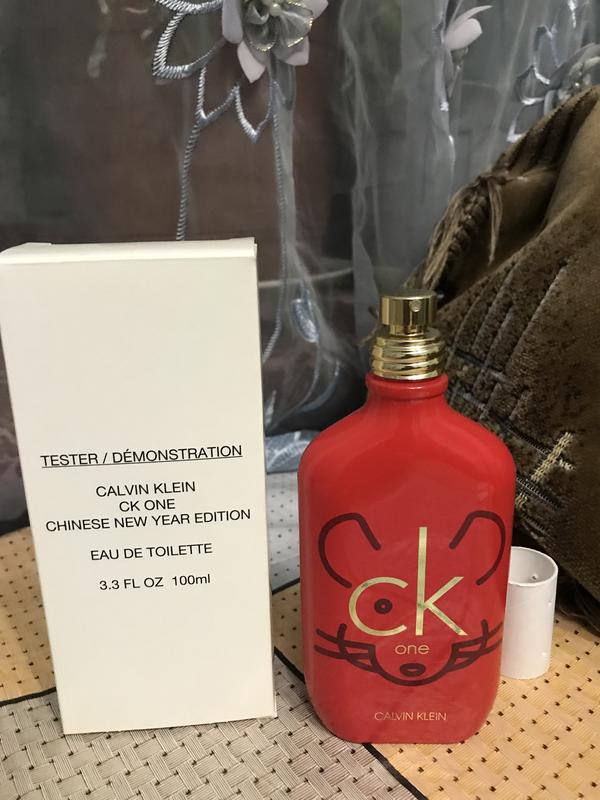 TESTER / DÉMONSTRATION
CALVIN KLEIN
CK ONE
CHINESE NEW YEAR EDITION
EAU DE TOILETTE
3.3 FL OZ 100ml
ck
one
CALVIN KLEIN